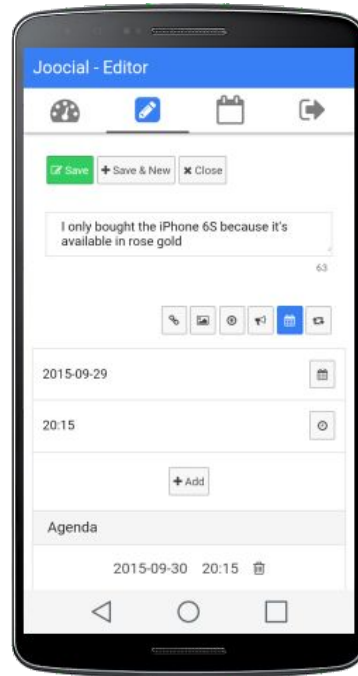 Joocial - Editor
Save + Save & New × Close
I only bought the iPhone 6S because it's
available in rose gold
63
2015-09-29
20:15
+ Add
Agenda
2015-09-30 20:15